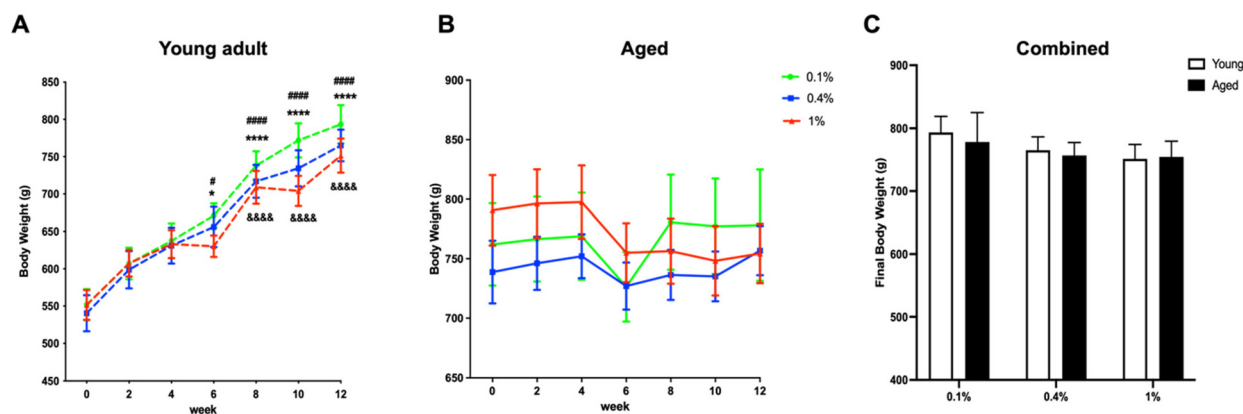 A
Young adult
Body Weight (g)
850
800
750
700
650
600
550
500
450
#
*
####
****
####
****
####
****
&&&&
&&&&
&&&&
0 2 4 6 8 10 12
week
B
Aged
0.1%
0.4%
1%
Body Weight (g)
900
850
800
750
700
650
0 2 4 6 8 10 12
week
C
Combined
Young
Aged
Final Body Weight (g)
900
800
700
600
500
400
0.1% 0.4% 1%